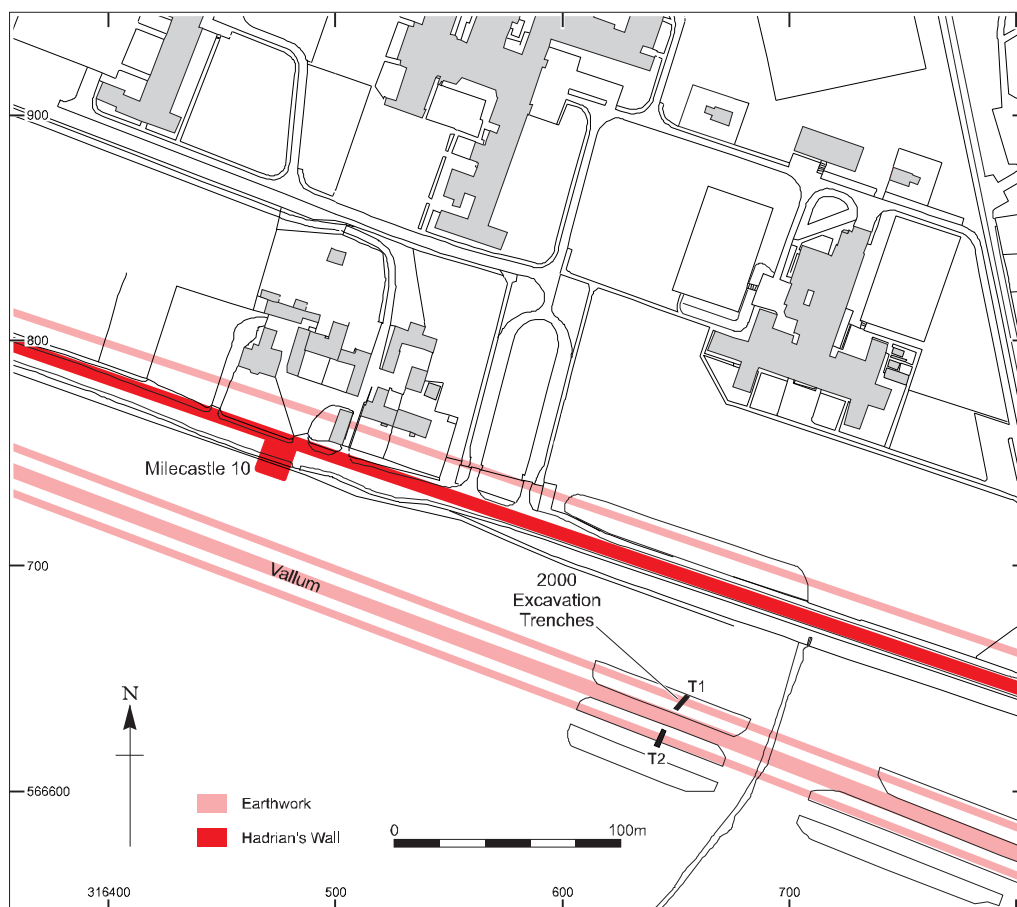 900
800
Milecastle 10
700
Vallum
2000
Excavation
Trenches
T1
T2
N
566600
Earthwork
Hadrian's Wall
0 100m
316400 500 600 700